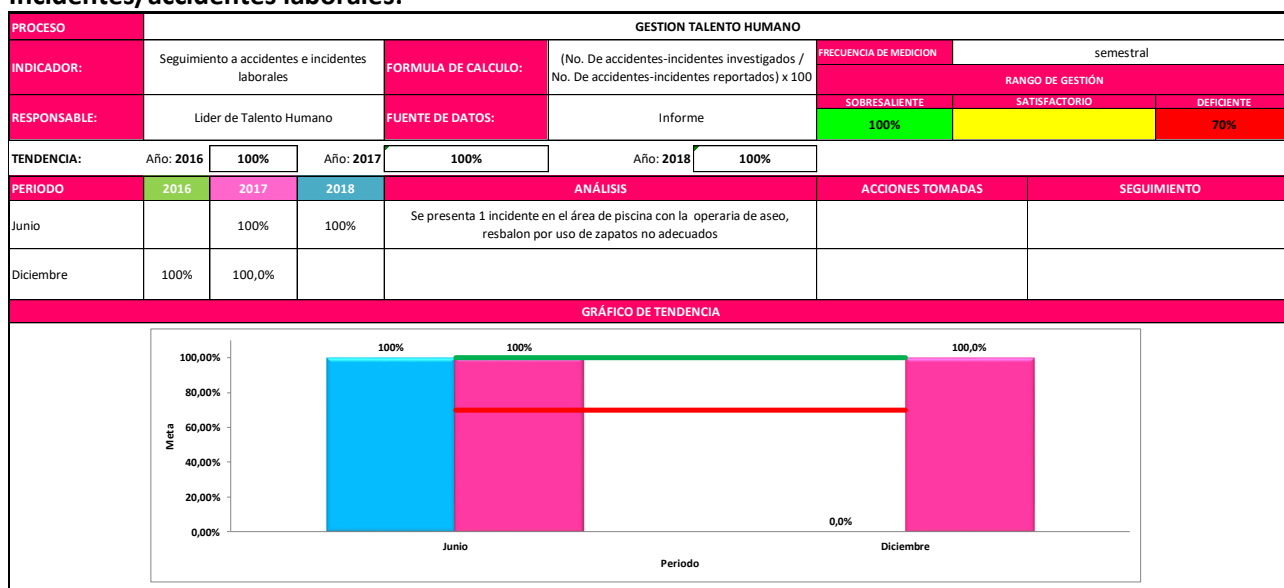 Incidentes/accidentes laborales:
PROCESO
GESTION TALENTO HUMANO
INDICADOR:
Seguimiento a accidentes e incidentes
laborales
FORMULA DE CALCULO:
(No. De accidentes-incidentes investigados /
No. De accidentes-incidentes reportados) x 100
FRECUENCIA DE MEDICION
semestral
RANGO DE GESTIÓN
RESPONSABLE:
Lider de Talento Humano
FUENTE DE DATOS:
Informe
SOBRESALIENTE SATISFACTORIO DEFICIENTE
100% 70%
TENDENCIA: Año: 2016 100% Año: 2017 100% Año: 2018 100%
PERIODO 2016 2017 2018 ANÁLISIS ACCIONES TOMADAS SEGUIMIENTO
Junio 100% 100%
Se presenta 1 incidente en el área de piscina con la operaria de aseo,
resbalon por uso de zapatos no adecuados
Diciembre 100% 100,0%
GRÁFICO DE TENDENCIA
100% 100% 100,0%
100,00%
80,00%
60,00%
40,00%
20,00%
0,00%
Meta
0,0%
Junio Diciembre
Periodo